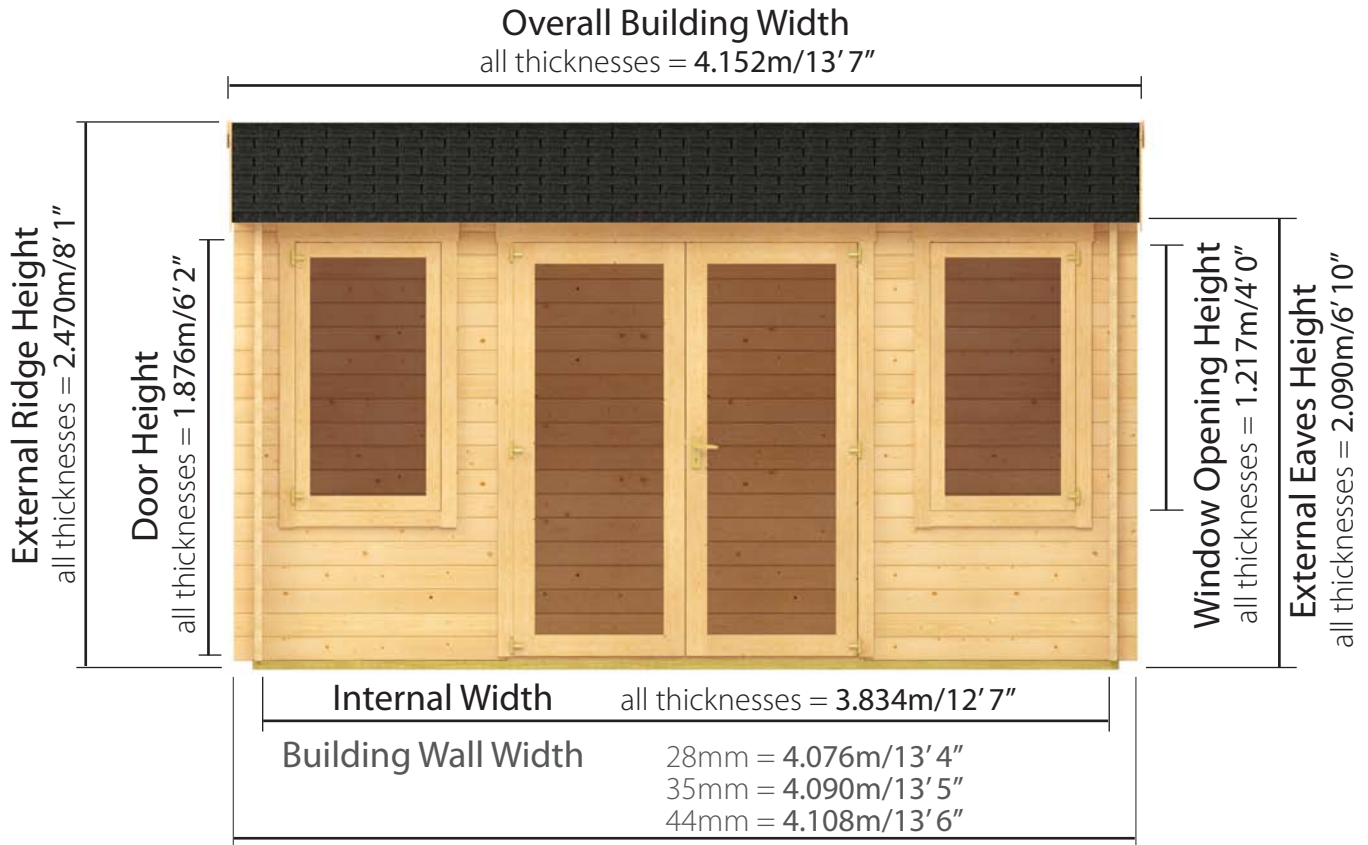 Overall Building Width
all thicknesses = 4.152m/13’ 7”
External Ridge Height
all thicknesses = 2.470m/8’ 1”
Door Height
all thicknesses = 1.876m/6’ 2”
Window Opening Height
all thicknesses = 1.217m/4’ 0”
External Eaves Height
all thicknesses = 2.090m/6’ 10”
Internal Width all thicknesses = 3.834m/12’ 7”
Building Wall Width 28mm = 4.076m/13’ 4”
35mm = 4.090m/13’ 5”
44mm = 4.108m/13’ 6”